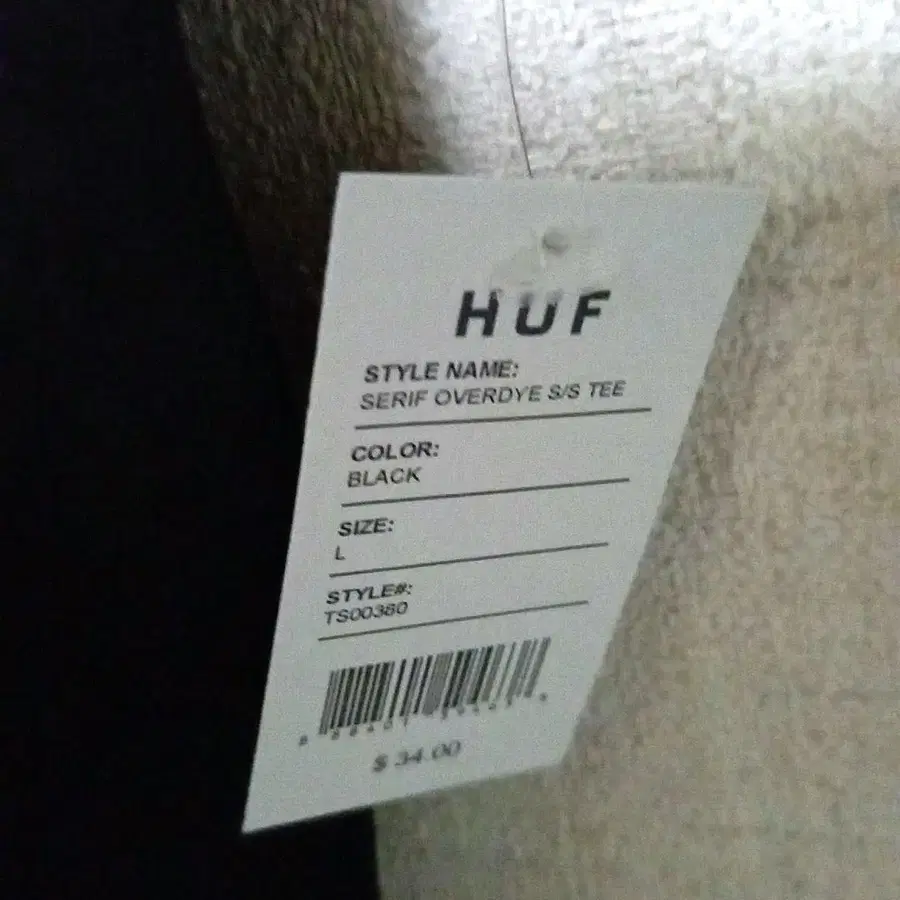 HUF
STYLE NAME:
SERIF OVERDYE S/S TEE
COLOR:
BLACK
SIZE:
L
STYLE#:
TS00380
$ 34.00